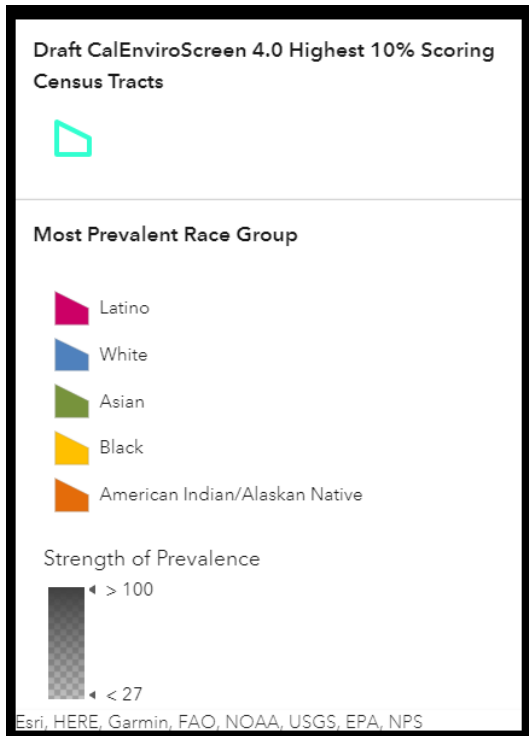 Draft CalEnviroScreen 4.0 Highest 10% Scoring
Census Tracts
Most Prevalent Race Group
Latino
White
Asian
Black
American Indian/Alaskan Native
Strength of Prevalence
> 100
< 27
Esri, HERE, Garmin, FAO, NOAA, USGS, EPA, NPS